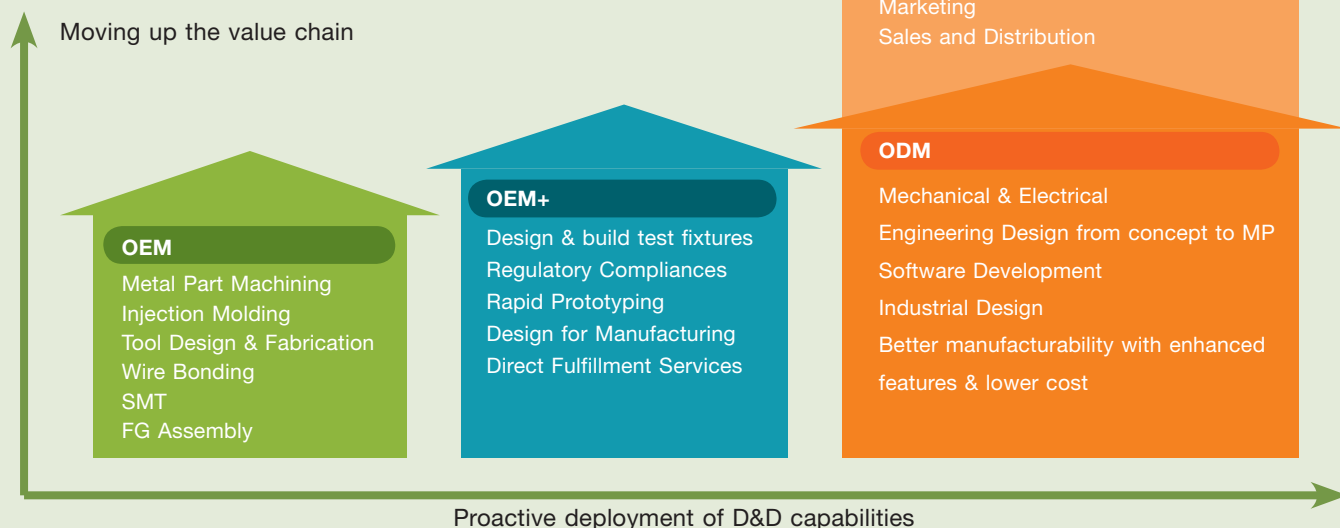 Moving up the value chain
Marketing
Sales and Distribution
OEM
Metal Part Machining
Injection Molding
Tool Design & Fabrication
Wire Bonding
SMT
FG Assembly
OEM+
Design & build test fixtures
Regulatory Compliances
Rapid Prototyping
Design for Manufacturing
Direct Fulfillment Services
ODM
Mechanical & Electrical
Engineering Design from concept to MP
Software Development
Industrial Design
Better manufacturability with enhanced
features & lower cost
Proactive deployment of D&D capabilities